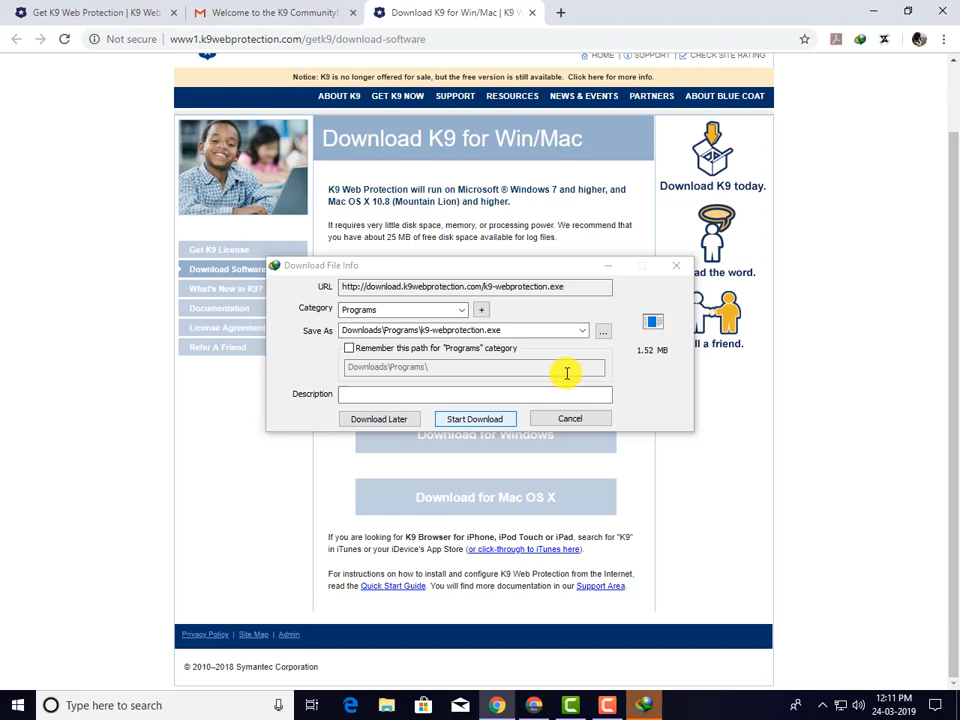 Get K9 Web Protection | K9 Web
Welcome to the K9 Community!
Download K9 for Win/Mac | K9 W
Not secure
www1.k9webprotection.com/getk9/download-software
HOME | SUPPORT | CHECK SITE RATING
Notice: K9 is no longer offered for sale, but the free version is still available. Click here for more info.
ABOUT K9 GET K9 NOW SUPPORT RESOURCES NEWS & EVENTS PARTNERS ABOUT BLUE COAT
Download K9 for Win/Mac
K9 Web Protection will run on Microsoft ® Windows 7 and higher, and
Mac OS X 10.8 (Mountain Lion) and higher.
It requires very little disk space, memory, or processing power. We recommend that
you have about 25 MB of free disk space available for log files.
Get K9 License
Download Software
What's New in K9?
Documentation
License Agreement
Refer A Friend
Download K9 today.
ad the word.
ll a friend.
Download File Info
URL http://download.k9webprotection.com/k9-webprotection.exe
Category Programs +
Save As Downloads\Programs\k9-webprotection.exe ...
Remember this path for "Programs" category
Downloads\Programs\
1.52 MB
Description
Download Later Start Download Cancel
Download for Windows
Download for Mac OS X
If you are looking for K9 Browser for iPhone, iPod Touch or iPad, search for "K9"
in iTunes or your iDevice's App Store (or click-through to iTunes here).
For instructions on how to install and configure K9 Web Protection from the Internet,
read the Quick Start Guide. You will find more documentation in our Support Area.
Privacy Policy | Site Map | Admin
© 2010–2018 Symantec Corporation
Type here to search
12:11 PM
24-03-2019